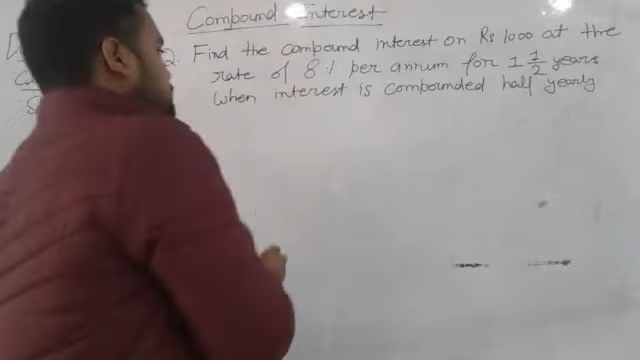 Compound Interest
2. Find the compound interest on Rs 1000 at the
rate of 8 % per annum for 1 1/2 years
when interest is compounded half yearly